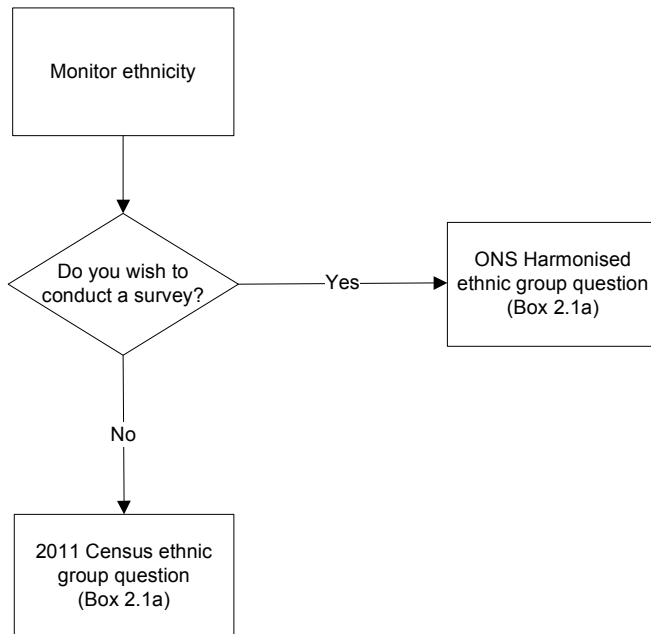 Monitor ethnicity
Do you wish to
conduct a survey?
Yes
ONS Harmonised
ethnic group question
(Box 2.1a)
No
2011 Census ethnic
group question
(Box 2.1a)